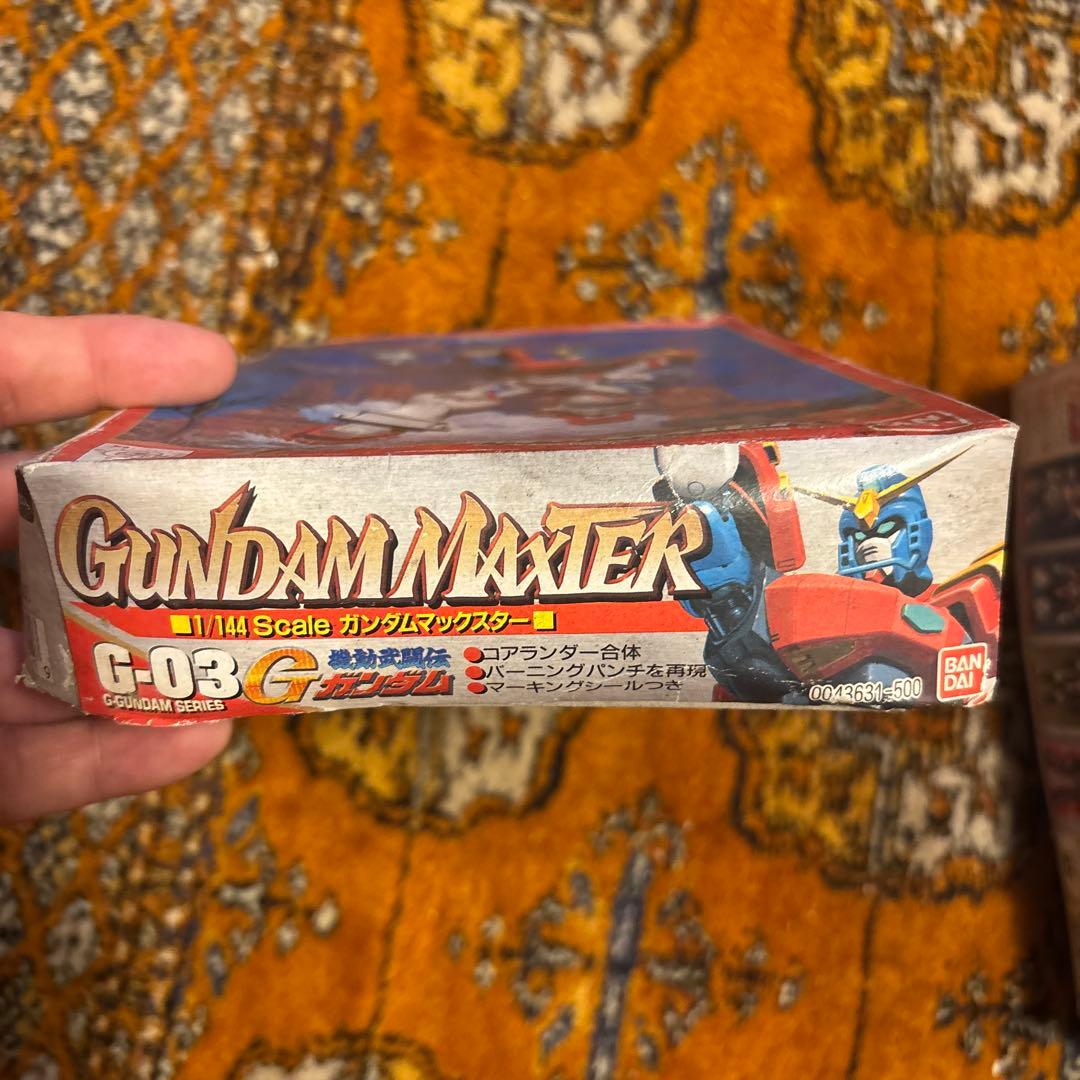 GUNDAM MAXTER
■1/144 Scale ガンダムマックスター■
G-03
G-GUNDAM SERIES
機動武闘伝
Gガンダム
●コアランダー合体
●バーニングパンチを再現
●マーキングシールつき
0043631-500
BAN
DAI
9